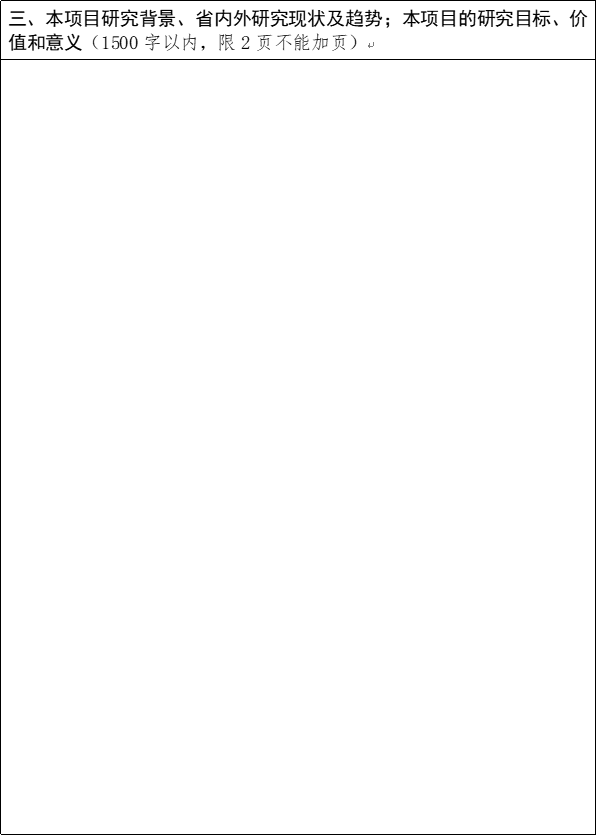 三、本项目研究背景、省内外研究现状及趋势；本项目的研究目标、价
值和意义（1500 字以内，限 2 页不能加页）